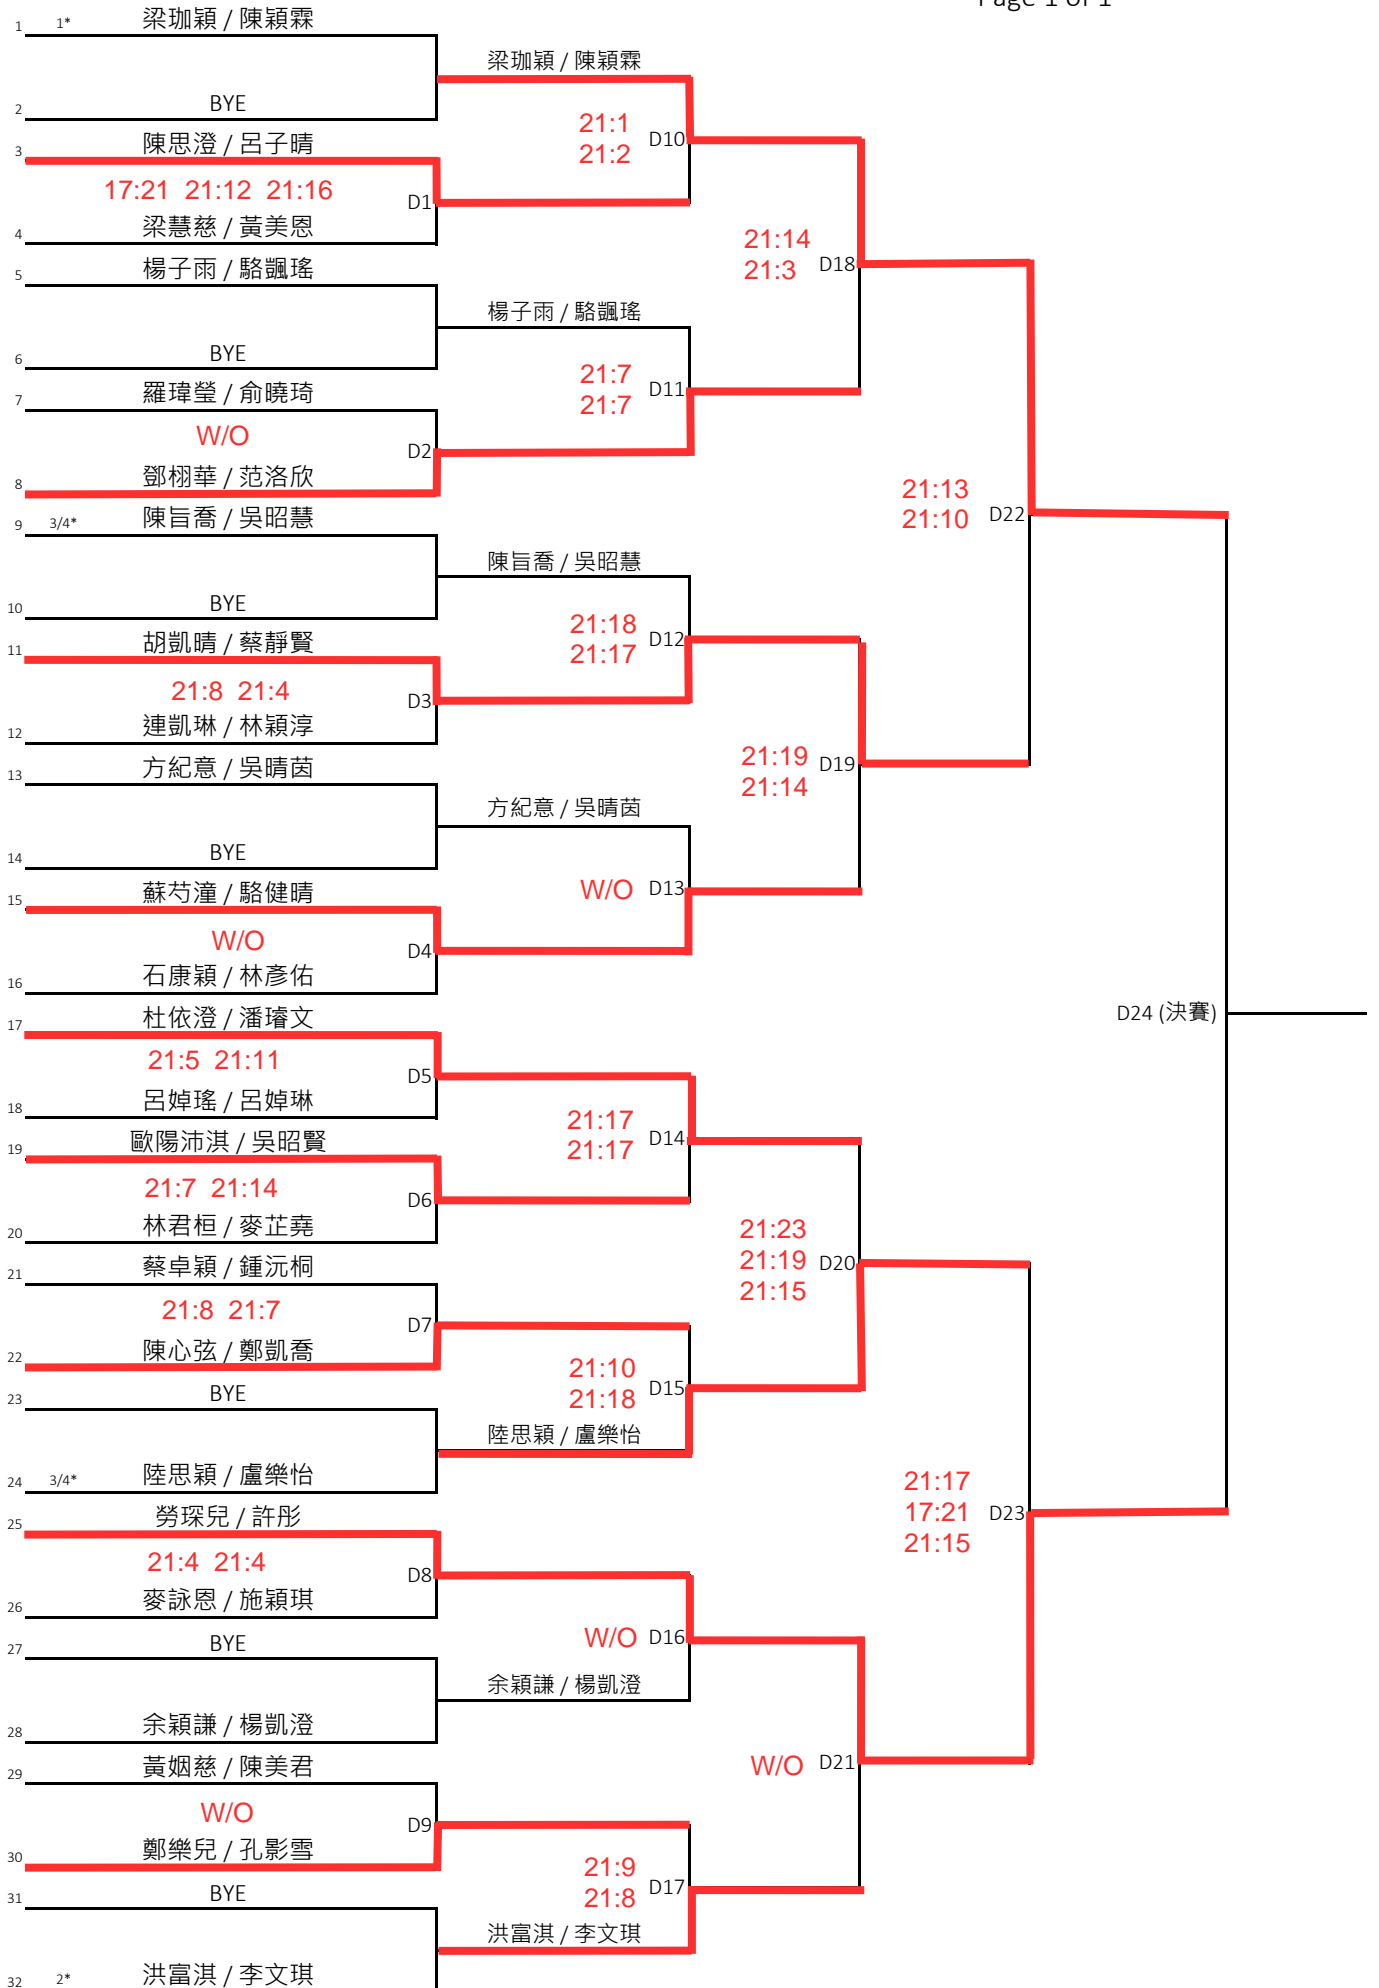 Page 1 of 1
1 1* 梁珈穎 / 陳穎霖
梁珈穎 / 陳穎霖
2 BYE
21:1
21:2
D10
3 陳思澄 / 呂子晴
17:21 21:12 21:16
D1
4 梁慧慈 / 黃美恩
21:14
21:3
D18
5 楊子雨 / 駱諷瑤
楊子雨 / 駱諷瑤
6 BYE
21:7
21:7
D11
7 羅瑋瑩 / 俞曉琦
W/O
D2
8 鄧栩華 / 范洛欣
21:13
21:10
D22
9 3/4* 陳旨喬 / 吳昭慧
陳旨喬 / 吳昭慧
10 BYE
21:18
21:17
D12
11 胡凱晴 / 蔡靜賢
21:8 21:4
D3
12 連凱琳 / 林穎淳
21:19
21:14
D19
13 方紀意 / 吳晴茵
方紀意 / 吳晴茵
14 BYE
W/O D13
15 蘇芍潼 / 駱健晴
W/O
D4
16 石康穎 / 林彥佑
D24 (決賽)
17 杜依澄 / 潘璿文
21:5 21:11
D5
18 呂婥瑤 / 呂婥琳
21:17
21:17
D14
19 歐陽沛淇 / 吳昭賢
21:7 21:14
D6
20 林君桓 / 麥芷堯
21:23
21:19
21:15
D20
21 蔡卓穎 / 鍾沅桐
21:8 21:7
D7
22 陳心弦 / 鄭凱喬
21:10
21:18
D15
23 BYE
陸思穎 / 盧樂怡
24 3/4* 陸思穎 / 盧樂怡
21:17
17:21
21:15
D23
25 勞琛兒 / 許彤
21:4 21:4
D8
26 麥詠恩 / 施穎琪
W/O D16
27 BYE
余穎謙 / 楊凱澄
28 余穎謙 / 楊凱澄
W/O D21
29 黃姻慈 / 陳美君
W/O
D9
30 鄭樂兒 / 孔影雪
21:9
21:8
D17
31 BYE
洪富淇 / 李文琪
32 2* 洪富淇 / 李文琪